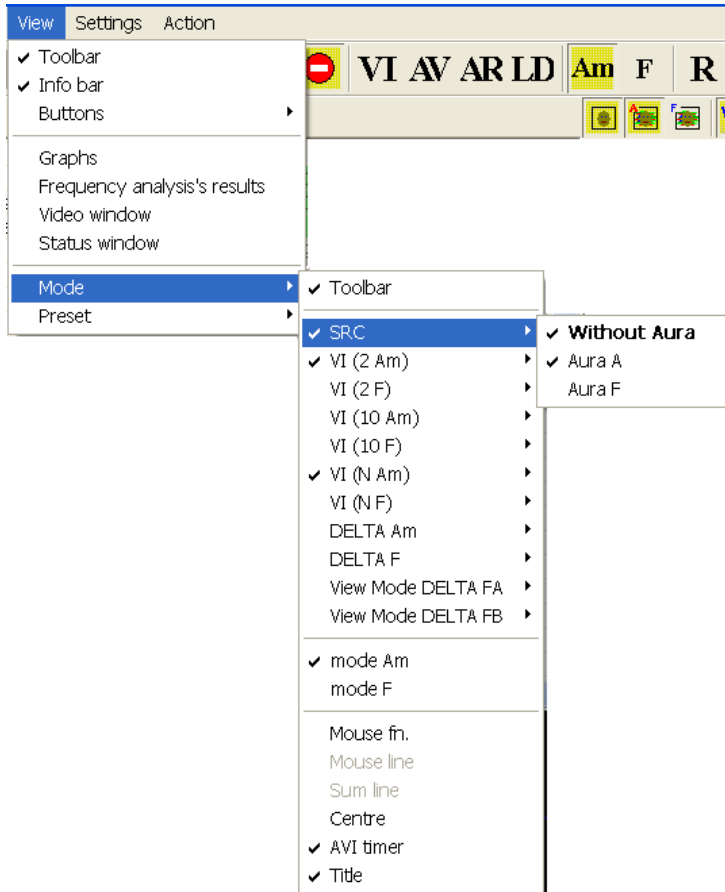 View Settings Action
Toolbar
Info bar
Buttons
VI AV AR LD Am F R
A F
Graphs
Frequency analysis's results
Video window
Status window
Mode
Preset
Toolbar
SRC
VI (2 Am)
VI (2 F)
VI (10 Am)
VI (10 F)
VI (N Am)
VI (N F)
DELTA Am
DELTA F
View Mode DELTA FA
View Mode DELTA FB
mode Am
mode F
Mouse fn.
Mouse line
Sum line
Centre
AVI timer
Title
Without Aura
Aura A
Aura F